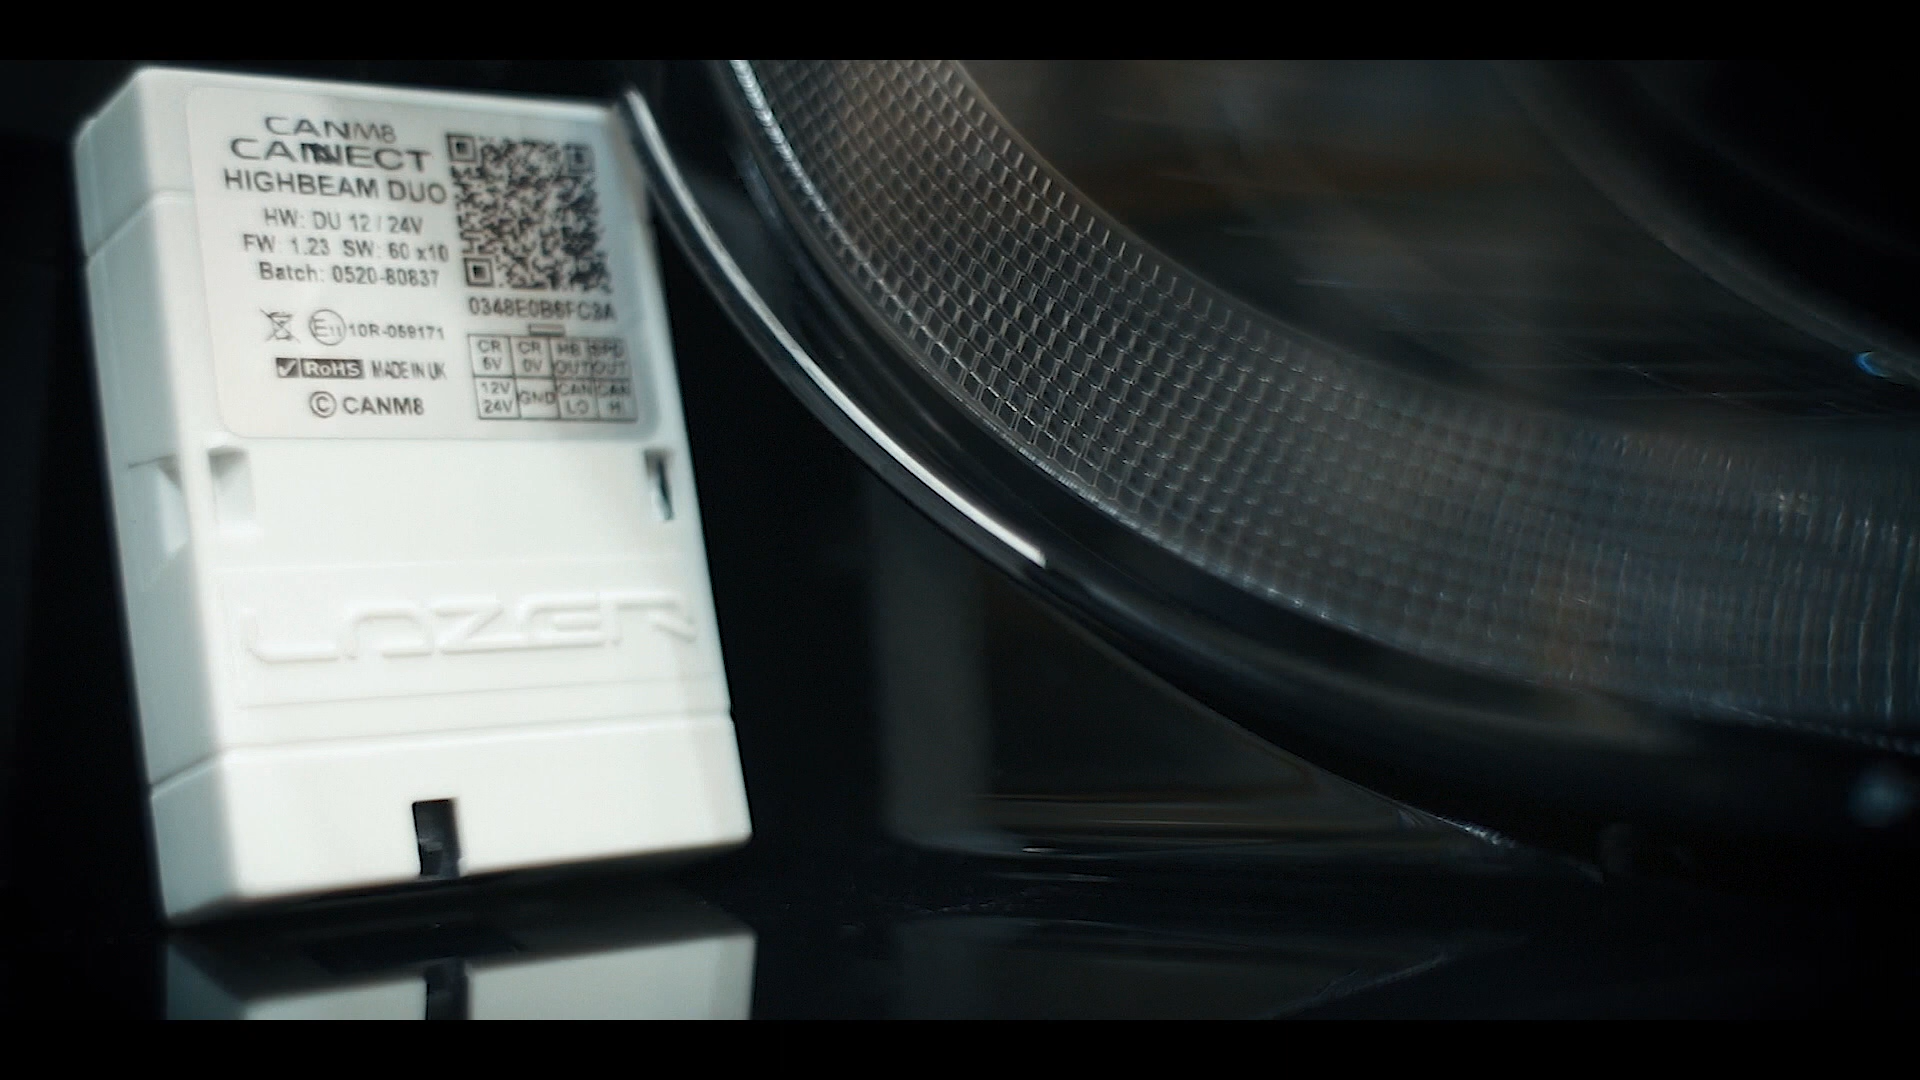 CANM8
CANNECT
HIGHBEAM DUO
HW: DU 12 / 24V
FW: 1.23 SW: 60 x10
Batch: 0520-80837
0348E0B6FC3A
E11 10R-059171
RoHS MADE IN UK
© CANM8
CR 5V CR 0V HB OUT SPD OUT
12V 24V GND CAN LO CAN HI
LAZER